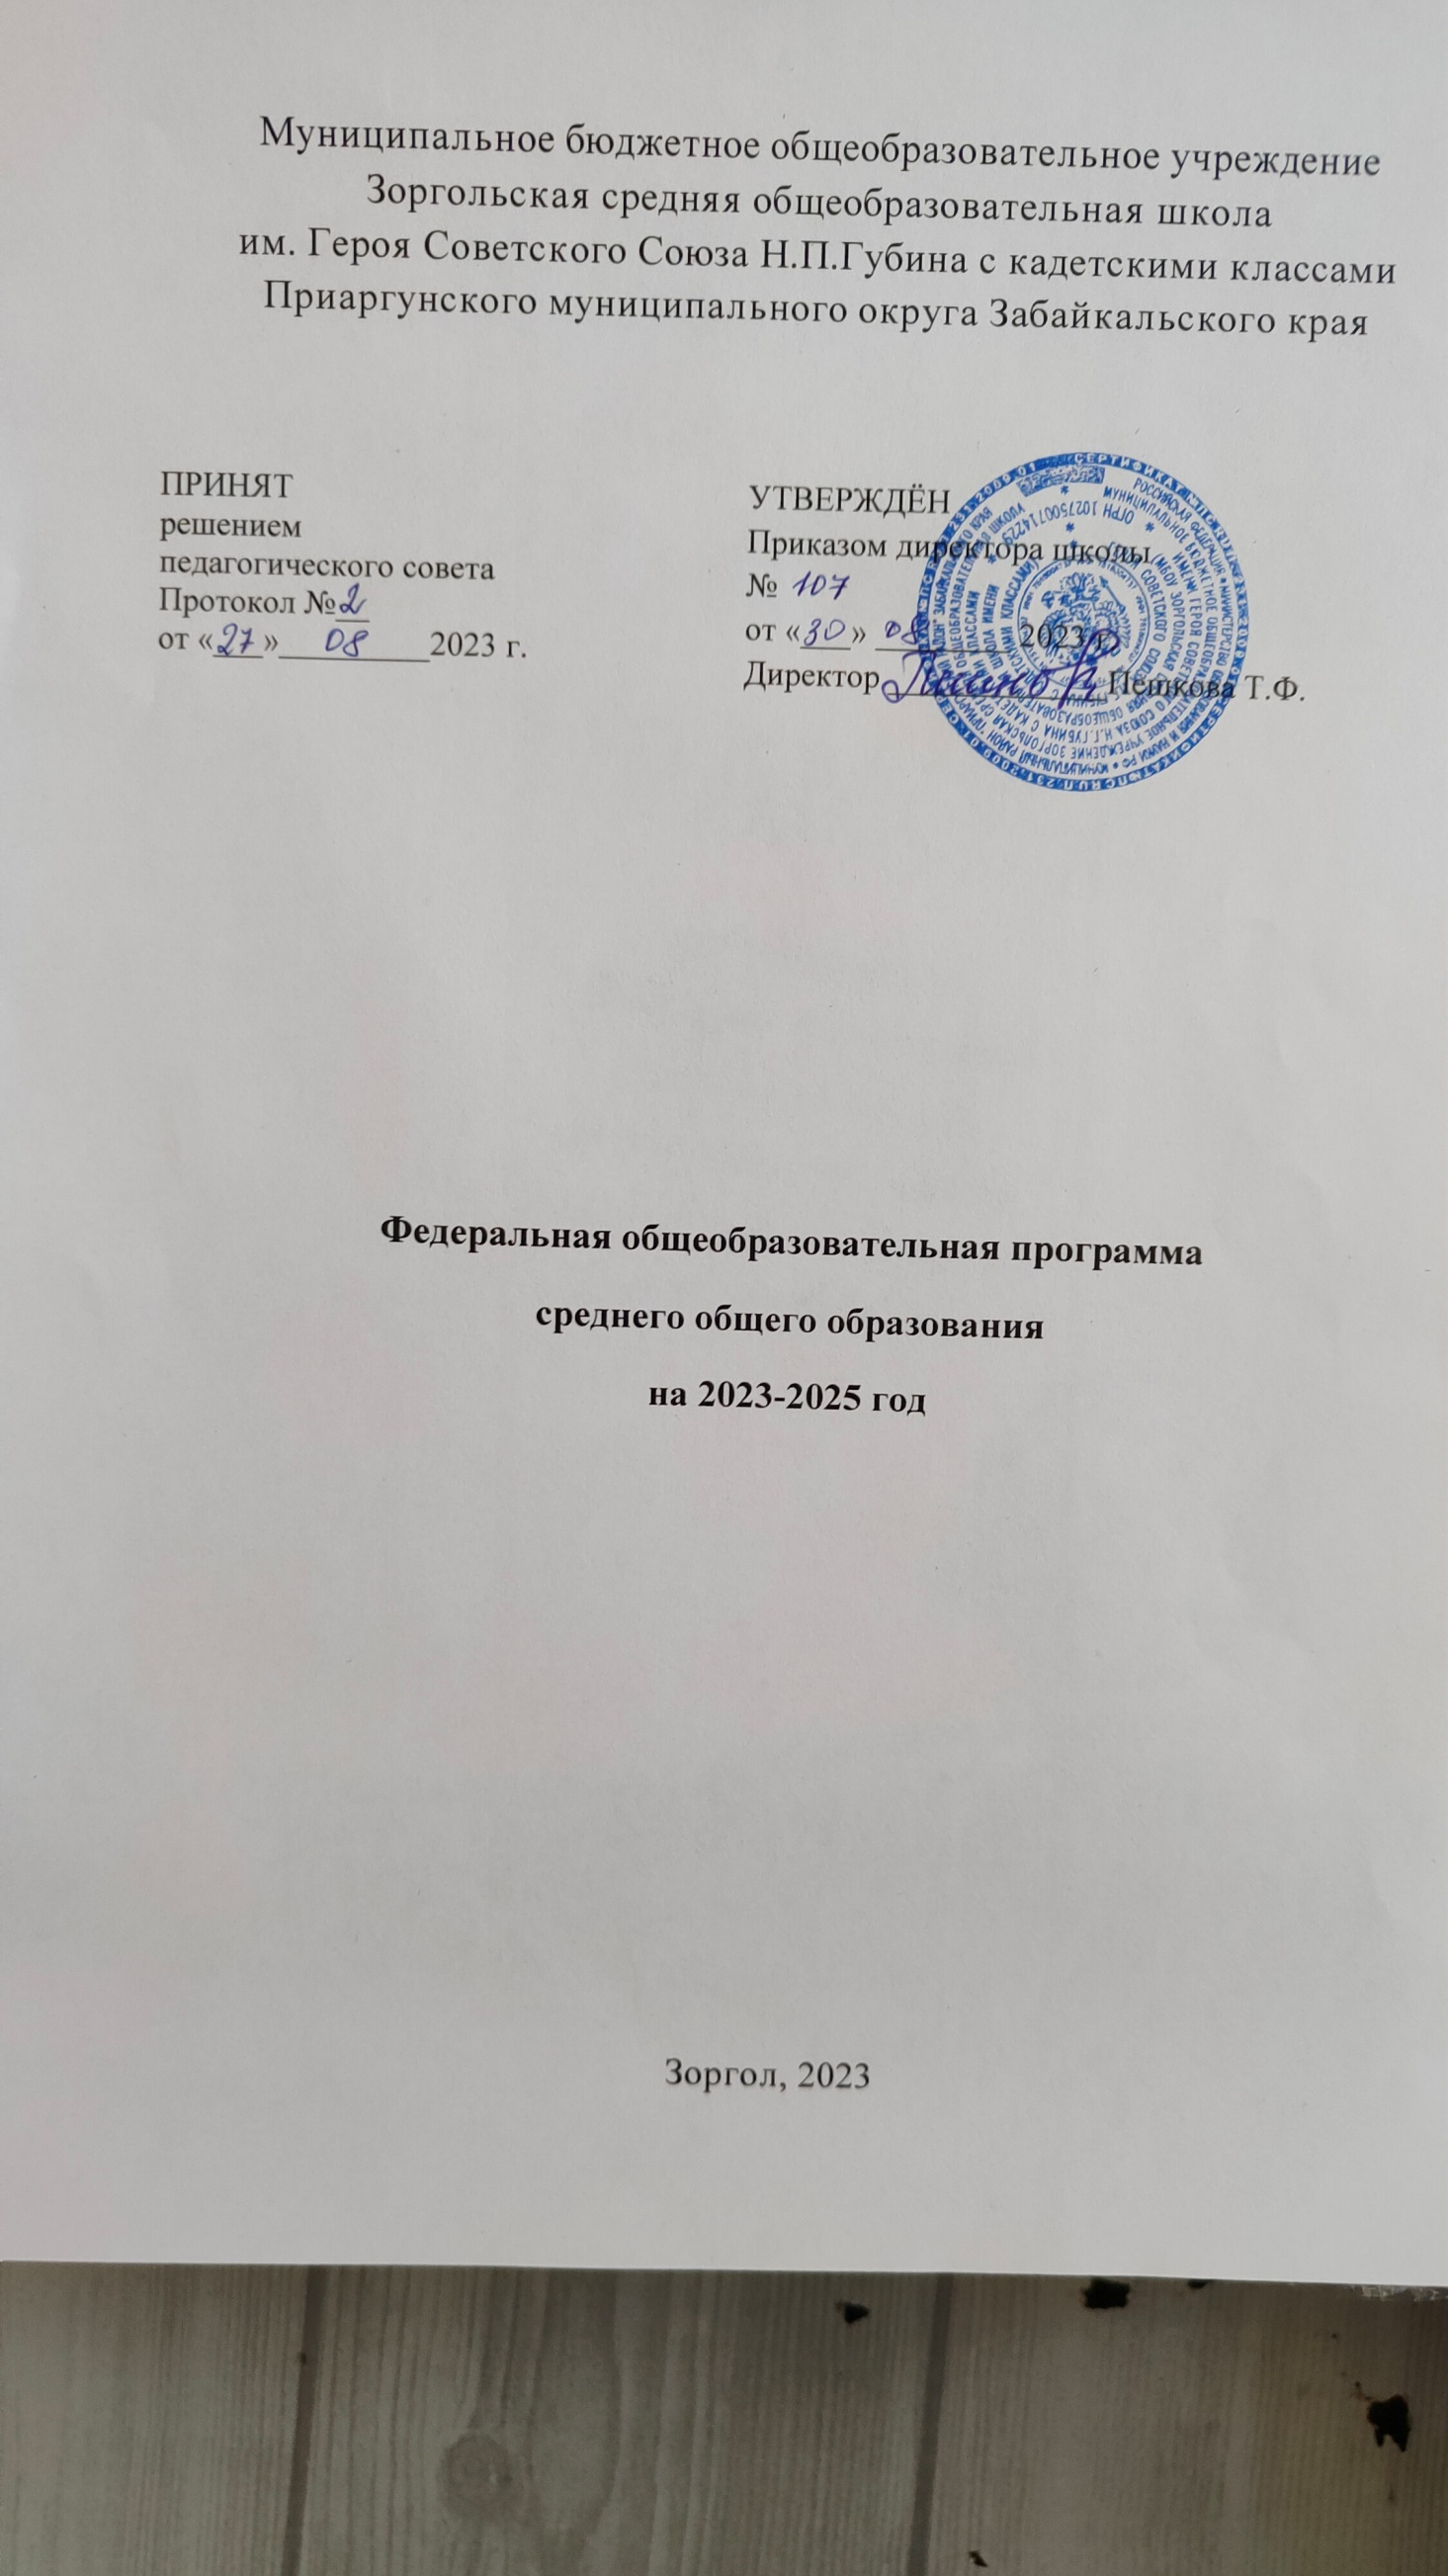 Муниципальное бюджетное общеобразовательное учреждение
Зоргольская средняя общеобразовательная школа
им. Героя Советского Союза Н.П.Губина с кадетскими классами
Приаргунского муниципального округа Забайкальского края
ПРИНЯТ
решением
педагогического совета
Протокол №2
от «27» 08 2023 г.
УТВЕРЖДЁН
Приказом директора школы
№ 107
от «30» 08 2023 г.
Директор Пешкова Т.Ф.
ОГРН 1027500714229
Федеральная общеобразовательная программа
среднего общего образования
на 2023-2025 год
Зоргол, 2023